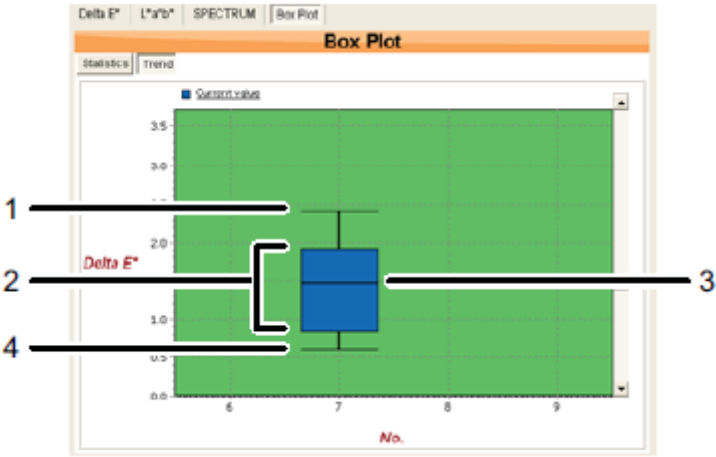 Delta E* L*a*b* SPECTRUM Box Plot
Box Plot
Statistics Trend
Current value
3.5
3.0
1
2.0
Delta E*
2
3
1.0
4
0.5
0.0
6 7 8 9
No.